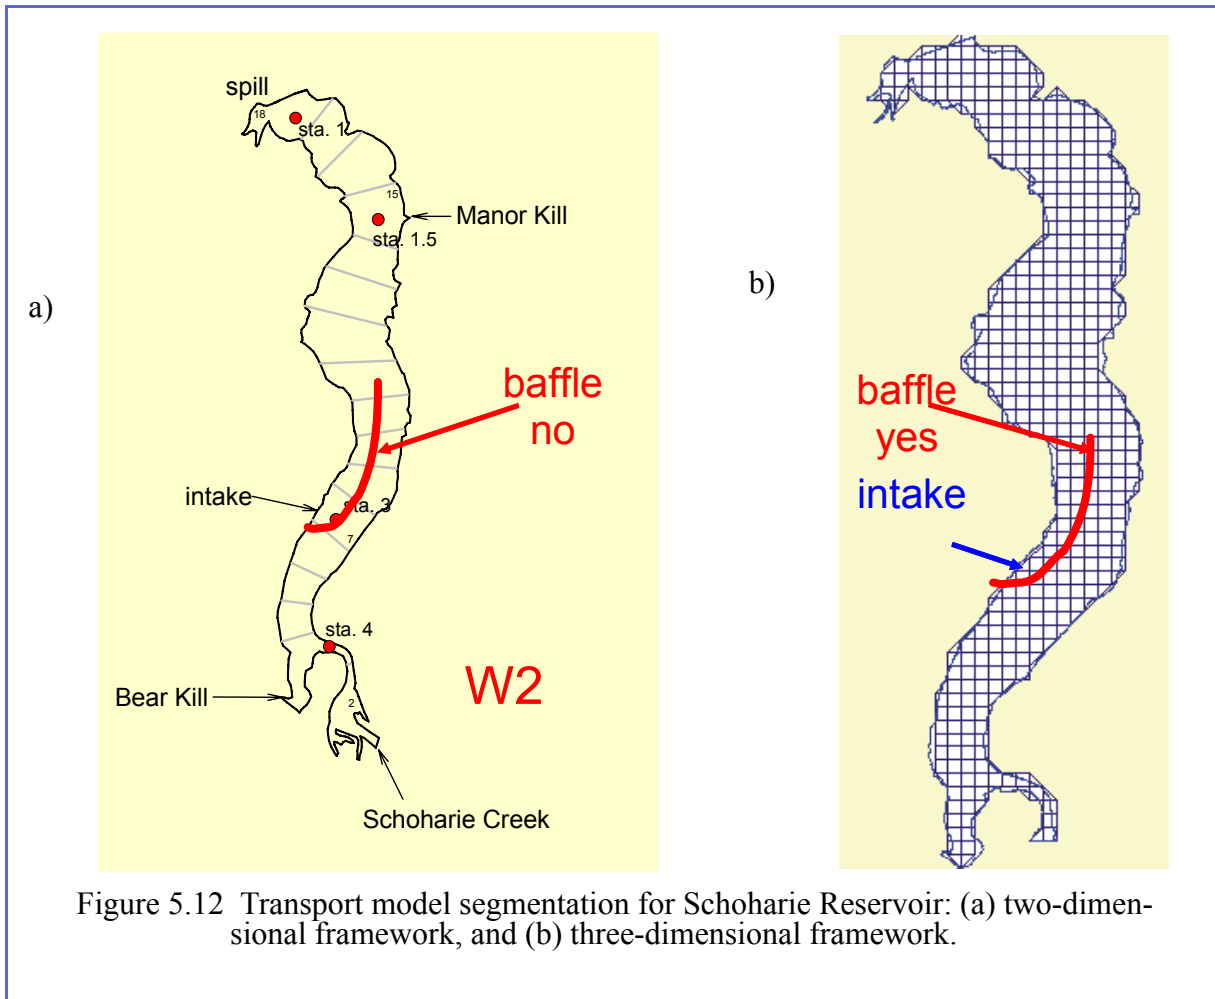 a)
spill
18
sta. 1
15
Manor Kill
sta. 1.5
baffle
no
intake
sta. 3
7
sta. 4
W2
Bear Kill
2
Schoharie Creek
b)
baffle
yes
intake
Figure 5.12 Transport model segmentation for Schoharie Reservoir: (a) two-dimen-
sional framework, and (b) three-dimensional framework.